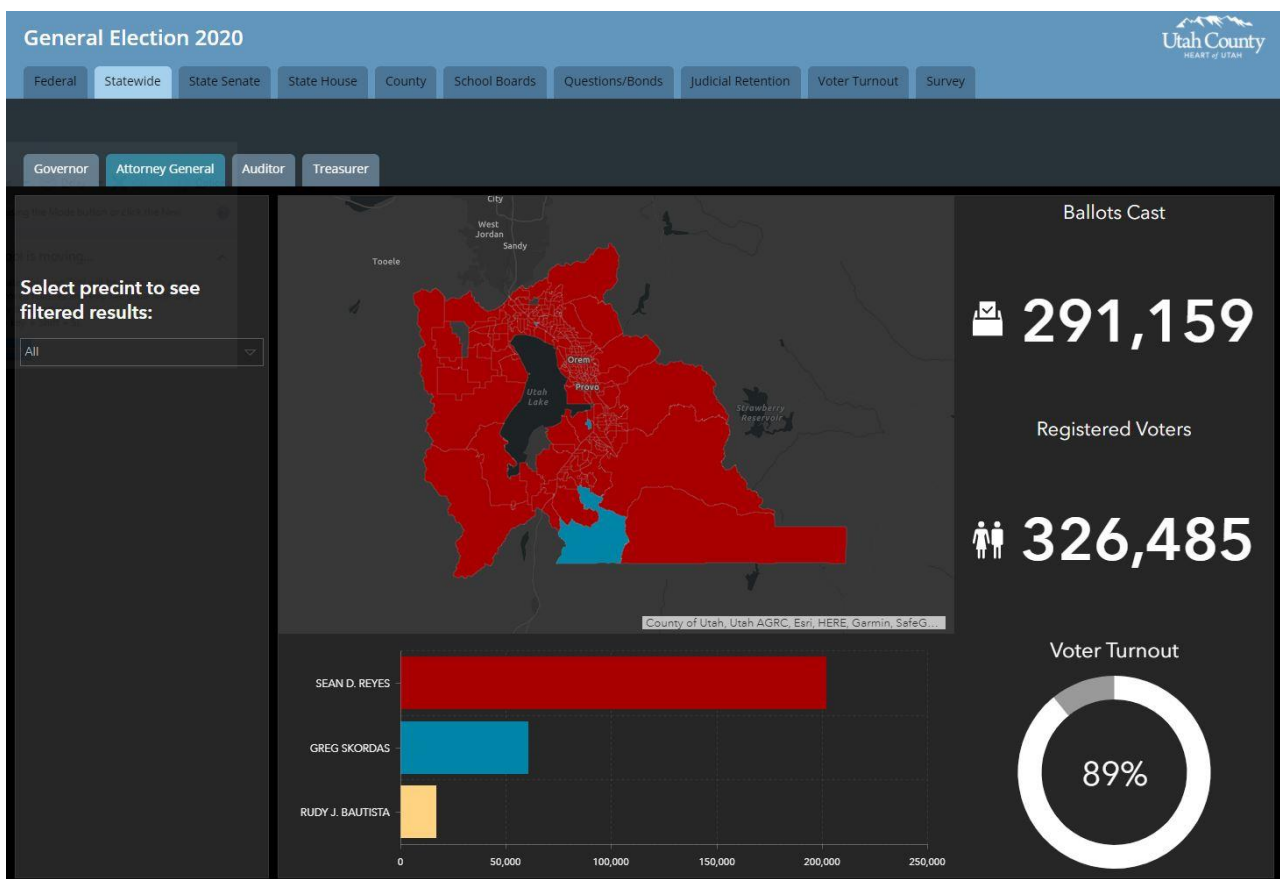 General Election 2020
Utah County
HEART of UTAH
Federal
Statewide
State Senate
State House
County
School Boards
Questions/Bonds
Judicial Retention
Voter Turnout
Survey
Governor
Attorney General
Auditor
Treasurer
Select precint to see
filtered results:
All
City
West
Jordan
Sandy
Tooele
Orem
Provo
Utah
Lake
Strawberry
Reservoir
County of Utah, Utah AGRC, Esri, HERE, Garmin, SafeG...
SEAN D. REYES
GREG SKORDAS
RUDY J. BAUTISTA
0
50,000
100,000
150,000
200,000
250,000
Ballots Cast
291,159
Registered Voters
326,485
Voter Turnout
89%